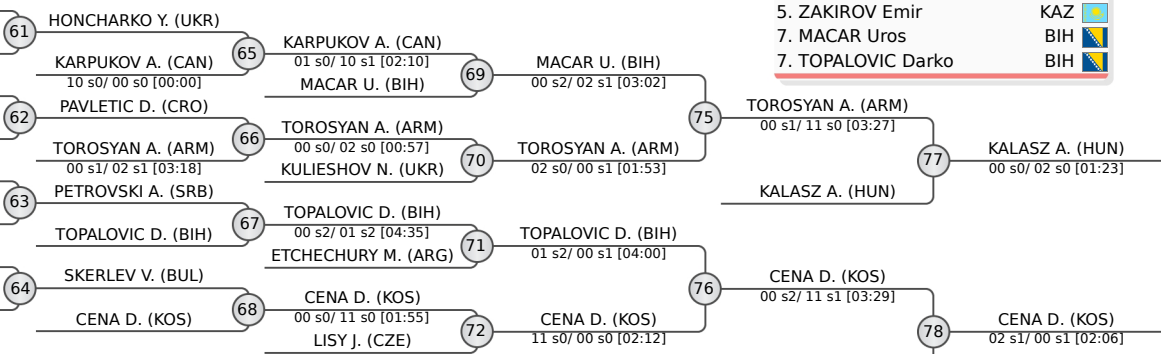 5. ZAKIROV Emir KAZ
7. MACAR Uros BIH
7. TOPALOVIC Darko BIH
61
HONCHARKO Y. (UKR)
KARPUKOV A. (CAN)
10 s0/ 00 s0 [00:00]
62
PAVLETIC D. (CRO)
TOROSYAN A. (ARM)
00 s1/ 02 s1 [03:18]
63
PETROVSKI A. (SRB)
TOPALOVIC D. (BIH)
64
SKERLEV V. (BUL)
CENA D. (KOS)
65
KARPUKOV A. (CAN)
01 s0/ 10 s1 [02:10]
MACAR U. (BIH)
66
TOROSYAN A. (ARM)
00 s0/ 02 s0 [00:57]
KULIESHOV N. (UKR)
67
TOPALOVIC D. (BIH)
00 s2/ 01 s2 [04:35]
ETCHECHURY M. (ARG)
68
CENA D. (KOS)
00 s0/ 11 s0 [01:55]
LISY J. (CZE)
69
MACAR U. (BIH)
00 s2/ 02 s1 [03:02]
70
TOROSYAN A. (ARM)
02 s0/ 00 s1 [01:53]
71
TOPALOVIC D. (BIH)
01 s2/ 00 s1 [04:00]
72
CENA D. (KOS)
11 s0/ 00 s0 [02:12]
75
TOROSYAN A. (ARM)
00 s1/ 11 s0 [03:27]
KALASZ A. (HUN)
76
CENA D. (KOS)
00 s2/ 11 s1 [03:29]
77
KALASZ A. (HUN)
00 s0/ 02 s0 [01:23]
78
CENA D. (KOS)
02 s1/ 00 s1 [02:06]